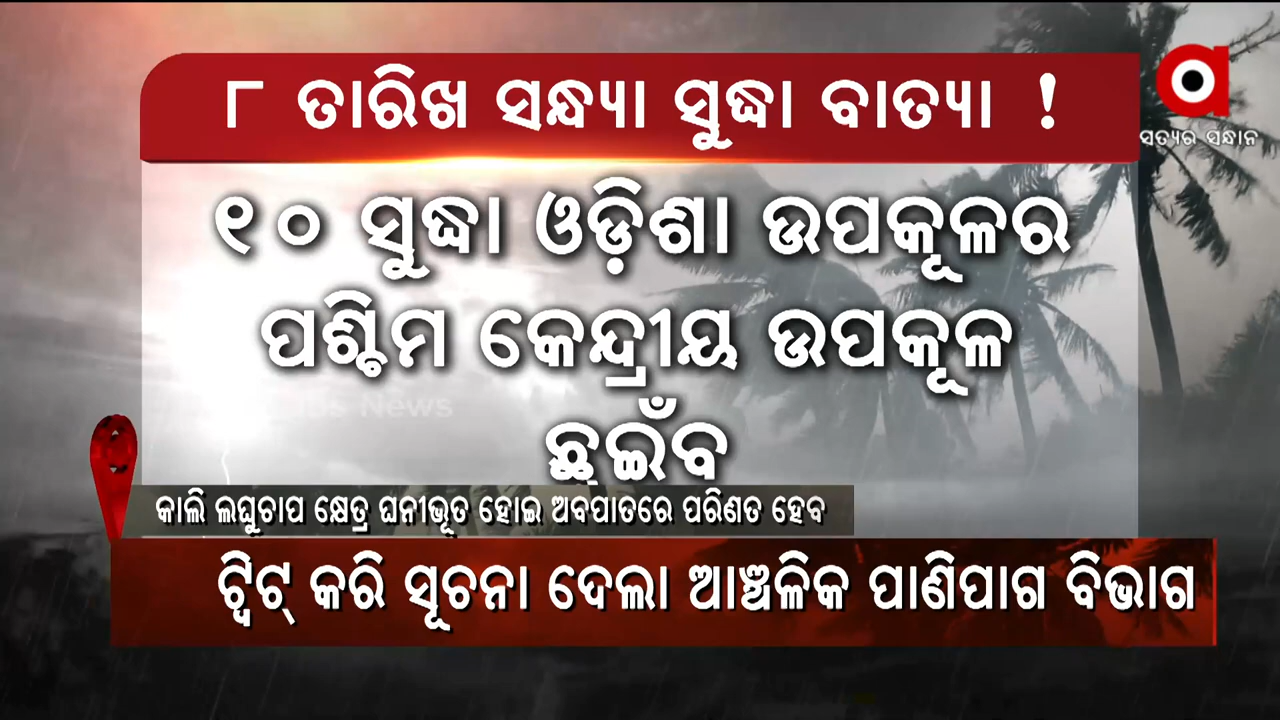 ୮ ତାରିଖ ସନ୍ଧ୍ୟା ସୁଦ୍ଧା ବାତ୍ୟା !
ସତ୍ୟର ସନ୍ଧାନ
୧୦ ସୁଦ୍ଧା ଓଡ଼ିଶା ଉପକୂଳର
ପଶ୍ଚିମ କେନ୍ଦ୍ରୀୟ ଉପକୂଳ
ଛୁଇଁବ
News
କାଲି ଲଘୁଚାପ କ୍ଷେତ୍ର ଘନୀଭୂତ ହୋଇ ଅବପାତରେ ପରିଣତ ହେବ
ଟ୍ୱିଟ୍ କରି ସୂଚନା ଦେଲା ଆଞ୍ଚଳିକ ପାଣିପାଗ ବିଭାଗ